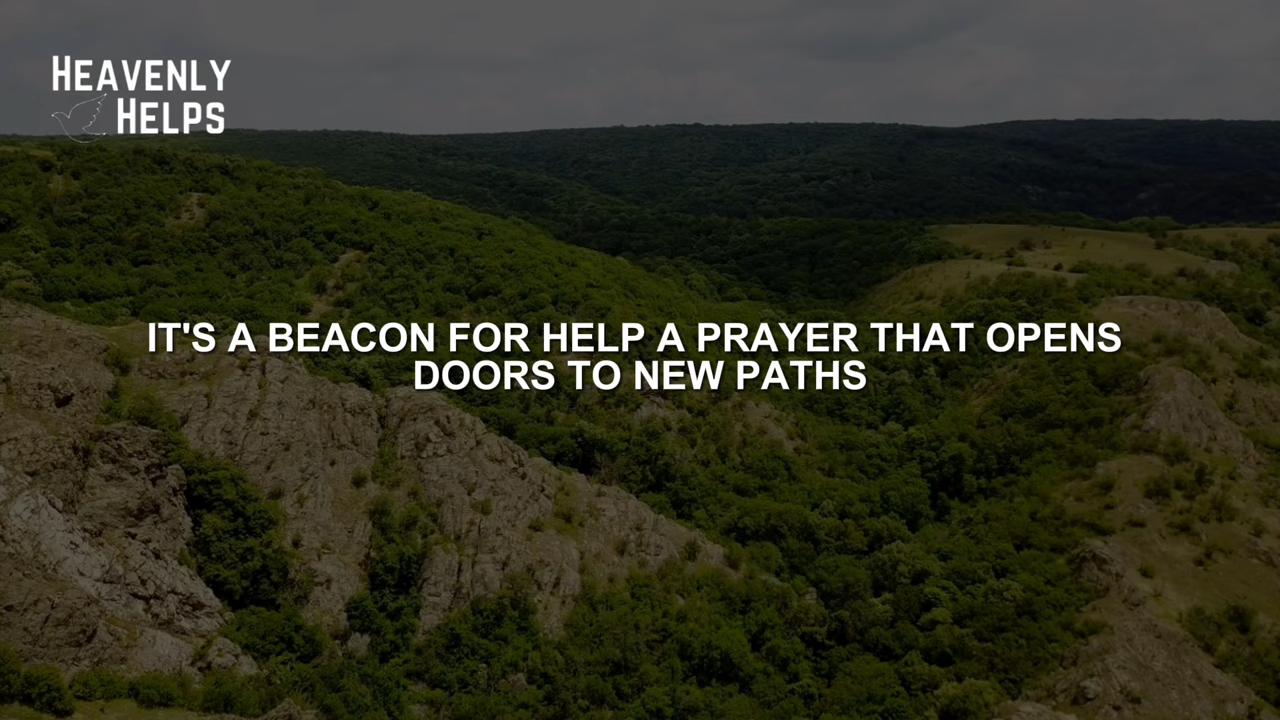 HEAVENLY
HELPS
IT'S A BEACON FOR HELP A PRAYER THAT OPENS
DOORS TO NEW PATHS